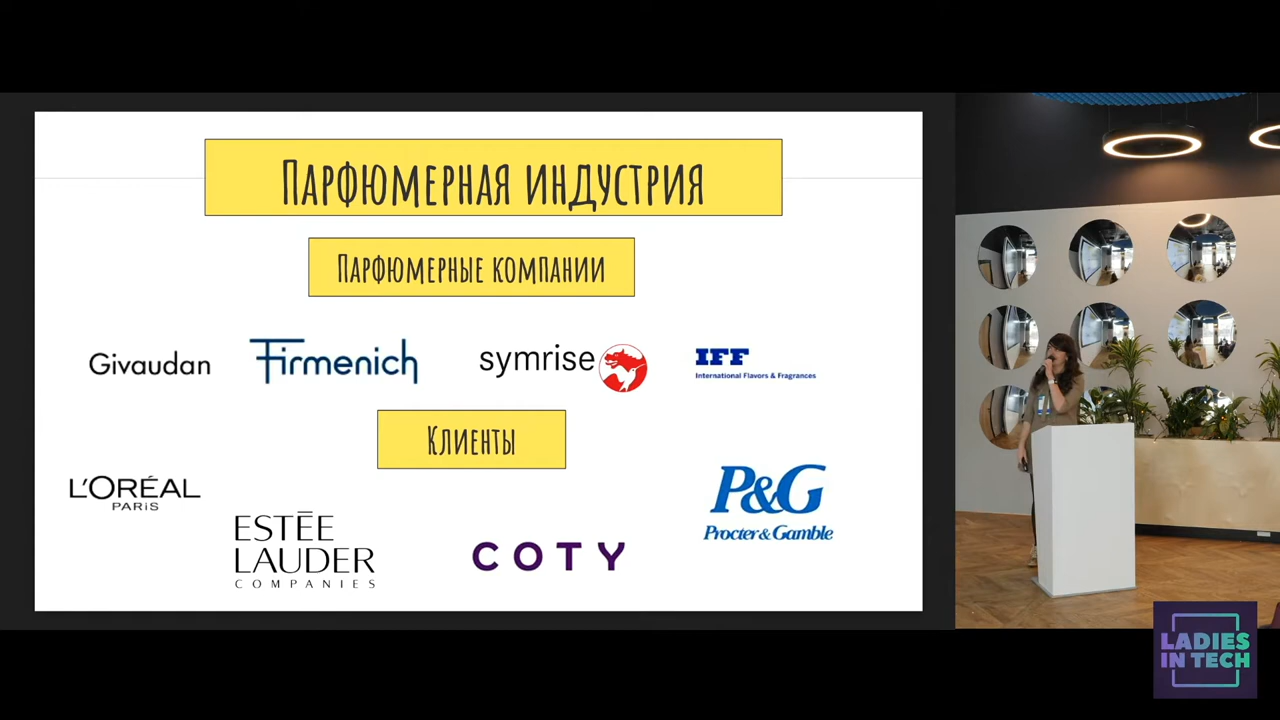 Парфюмерная индустрия
Парфюмерные компании
Givaudan
Firmenich
symrise
IFF
International Flavors & Fragrances
Клиенты
L'ORÉAL
PARiS
ESTĒE
LAUDER
COMPANIES
COTY
P&G
Procter & Gamble
LADIES
IN TECH